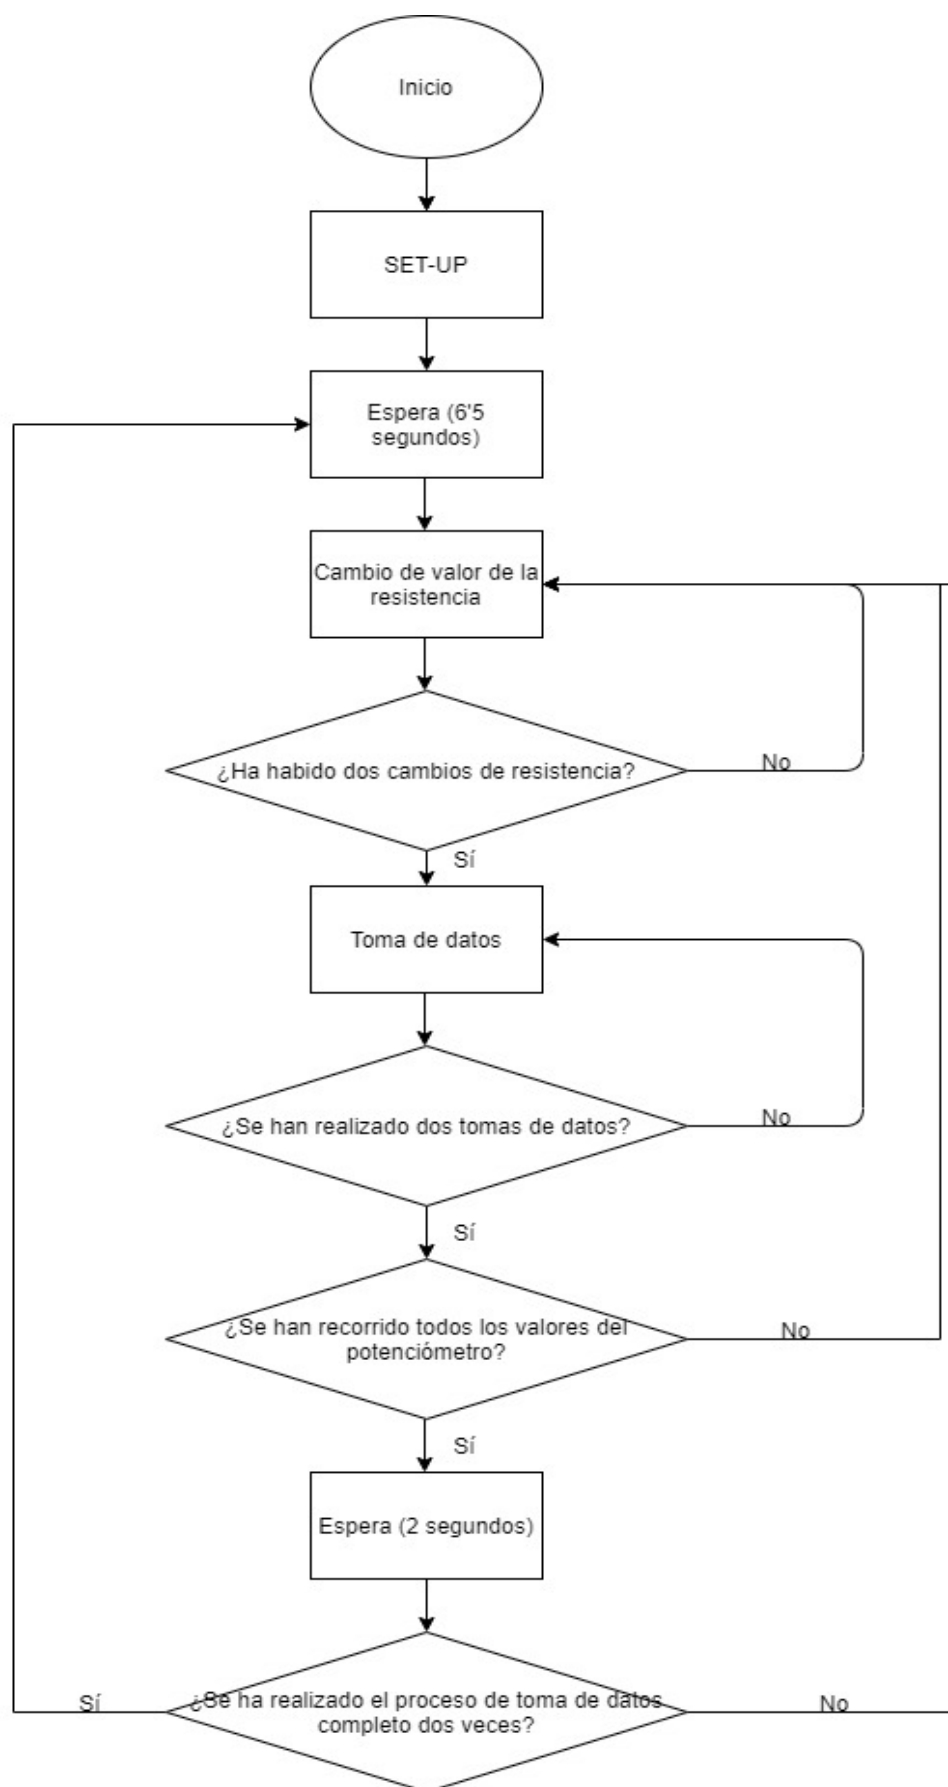 Inicio
SET-UP
Espera (6'5
segundos)
Cambio de valor de la
resistencia
¿Ha habido dos cambios de resistencia?
No
Sí
Toma de datos
¿Se han realizado dos tomas de datos?
No
Sí
¿Se han recorrido todos los valores del
potenciómetro?
No
Sí
Espera (2 segundos)
Sí
¿Se ha realizado el proceso de toma de datos
completo dos veces?
No